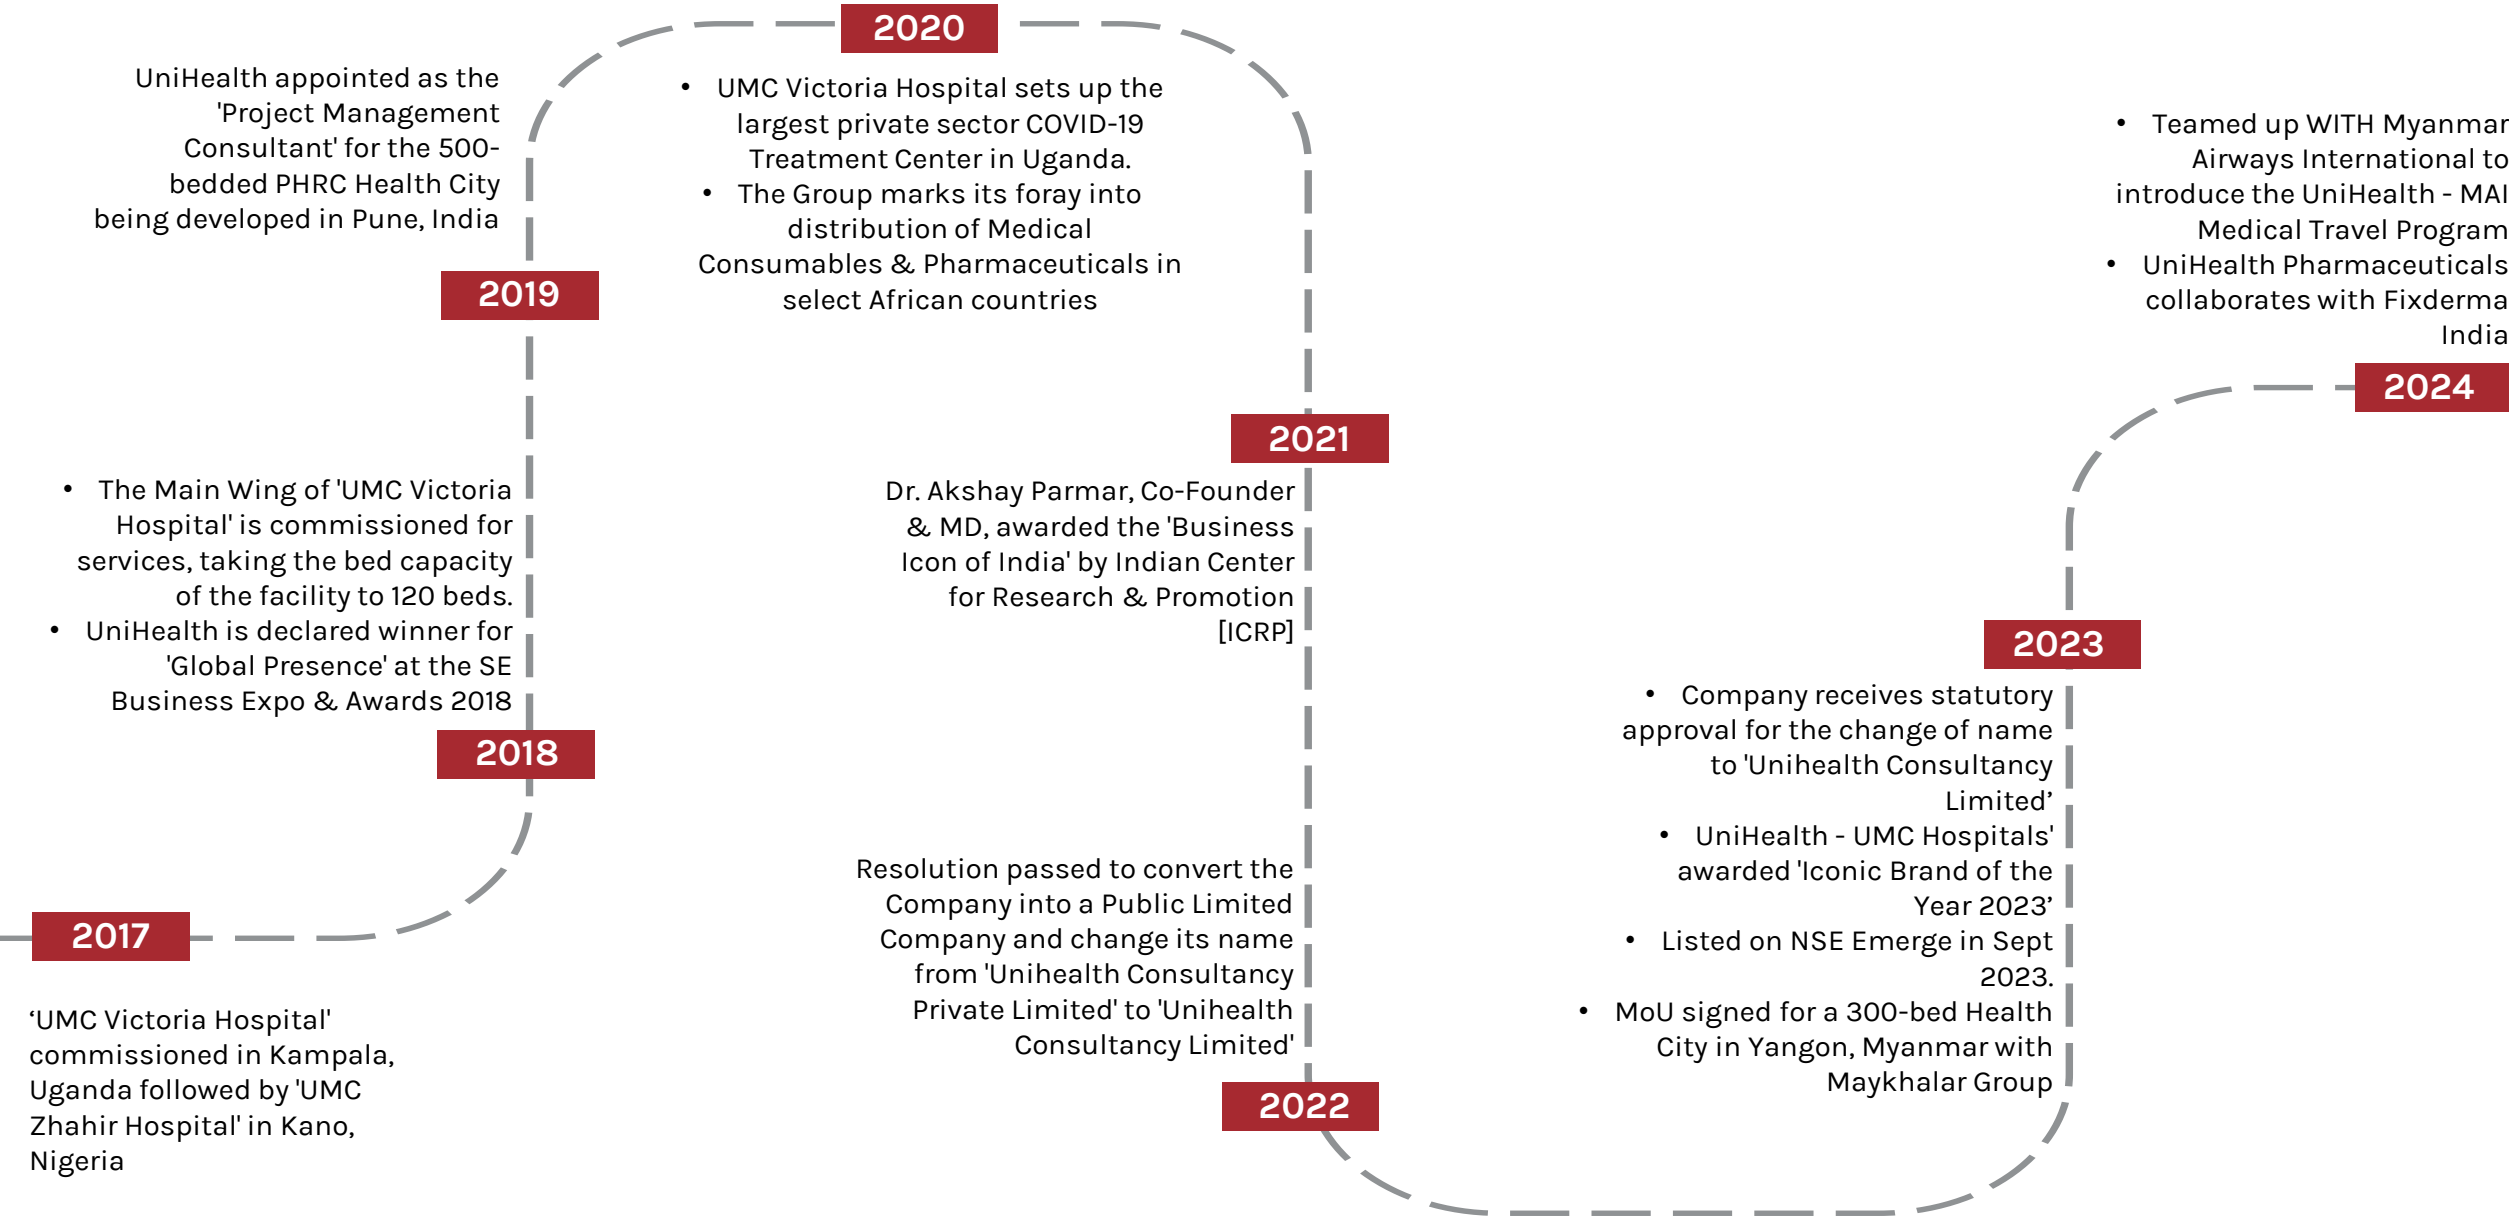 2017
‘UMC Victoria Hospital'
commissioned in Kampala,
Uganda followed by 'UMC
Zhahir Hospital' in Kano,
Nigeria
• The Main Wing of 'UMC Victoria
Hospital' is commissioned for
services, taking the bed capacity
of the facility to 120 beds.
• UniHealth is declared winner for
'Global Presence' at the SE
Business Expo & Awards 2018
2018
UniHealth appointed as the
'Project Management
Consultant' for the 500-
bedded PHRC Health City
being developed in Pune, India
2019
2020
• UMC Victoria Hospital sets up the
largest private sector COVID-19
Treatment Center in Uganda.
• The Group marks its foray into
distribution of Medical
Consumables & Pharmaceuticals in
select African countries
2021
Dr. Akshay Parmar, Co-Founder
& MD, awarded the 'Business
Icon of India' by Indian Center
for Research & Promotion
[ICRP]
Resolution passed to convert the
Company into a Public Limited
Company and change its name
from 'Unihealth Consultancy
Private Limited' to 'Unihealth
Consultancy Limited'
2022
2023
• Company receives statutory
approval for the change of name
to 'Unihealth Consultancy
Limited’
• UniHealth - UMC Hospitals'
awarded 'Iconic Brand of the
Year 2023’
• Listed on NSE Emerge in Sept
2023.
• MoU signed for a 300-bed Health
City in Yangon, Myanmar with
Maykhalar Group
• Teamed up WITH Myanmar
Airways International to
introduce the UniHealth - MAI
Medical Travel Program
• UniHealth Pharmaceuticals
collaborates with Fixderma
India
2024